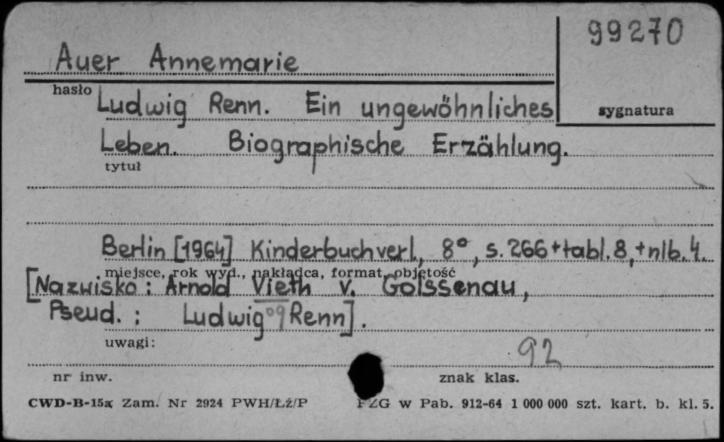 99270
Auer Annemarie
hasło
Ludwig Renn. Ein ungewöhnliches
sygnatura
Leben. Biographische Erzählung.
tytuł
Berlin [1964] Kinderbuchverl., 8°, s. 266+tabl. 8, +nlb. 4.
miejsce, rok wyd., nakładca, format, objętość
[Nazwisko: Arnold Vieth v. Golssenau,
Pseud.: Ludwig Renn].
uwagi:
92
nr inw. znak klas.
CWD-B-15a Zam. Nr 2924 PWH/Łź/P PZG w Pab. 912-64 1 000 000 szt. kart. b. kl. 5.